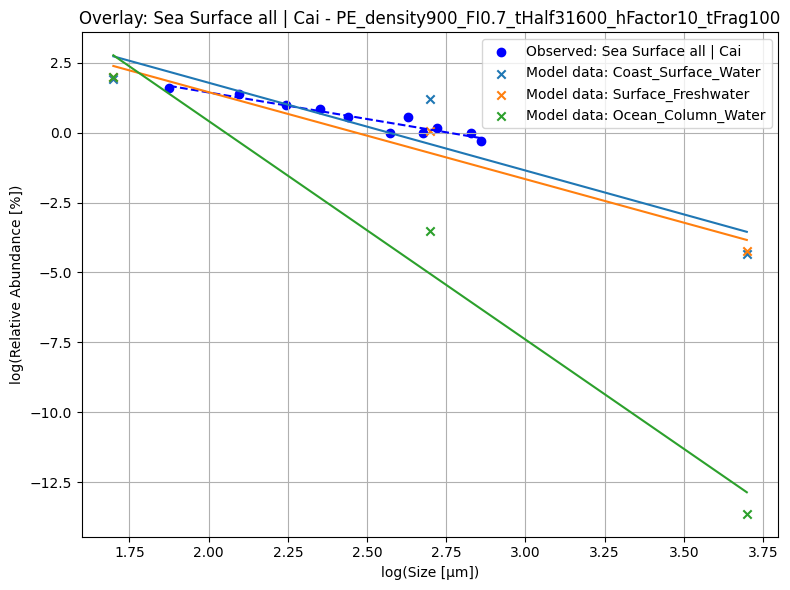 Overlay: Sea Surface all | Cai - PE_density900_FI0.7_tHalf31600_hFactor10_tFrag100
Observed: Sea Surface all | Cai
Model data: Coast_Surface_Water
Model data: Surface_Freshwater
Model data: Ocean_Column_Water
log(Relative Abundance [%])
2.5
0.0
−2.5
−5.0
−7.5
−10.0
−12.5
1.75 2.00 2.25 2.50 2.75 3.00 3.25 3.50 3.75
log(Size [μm])